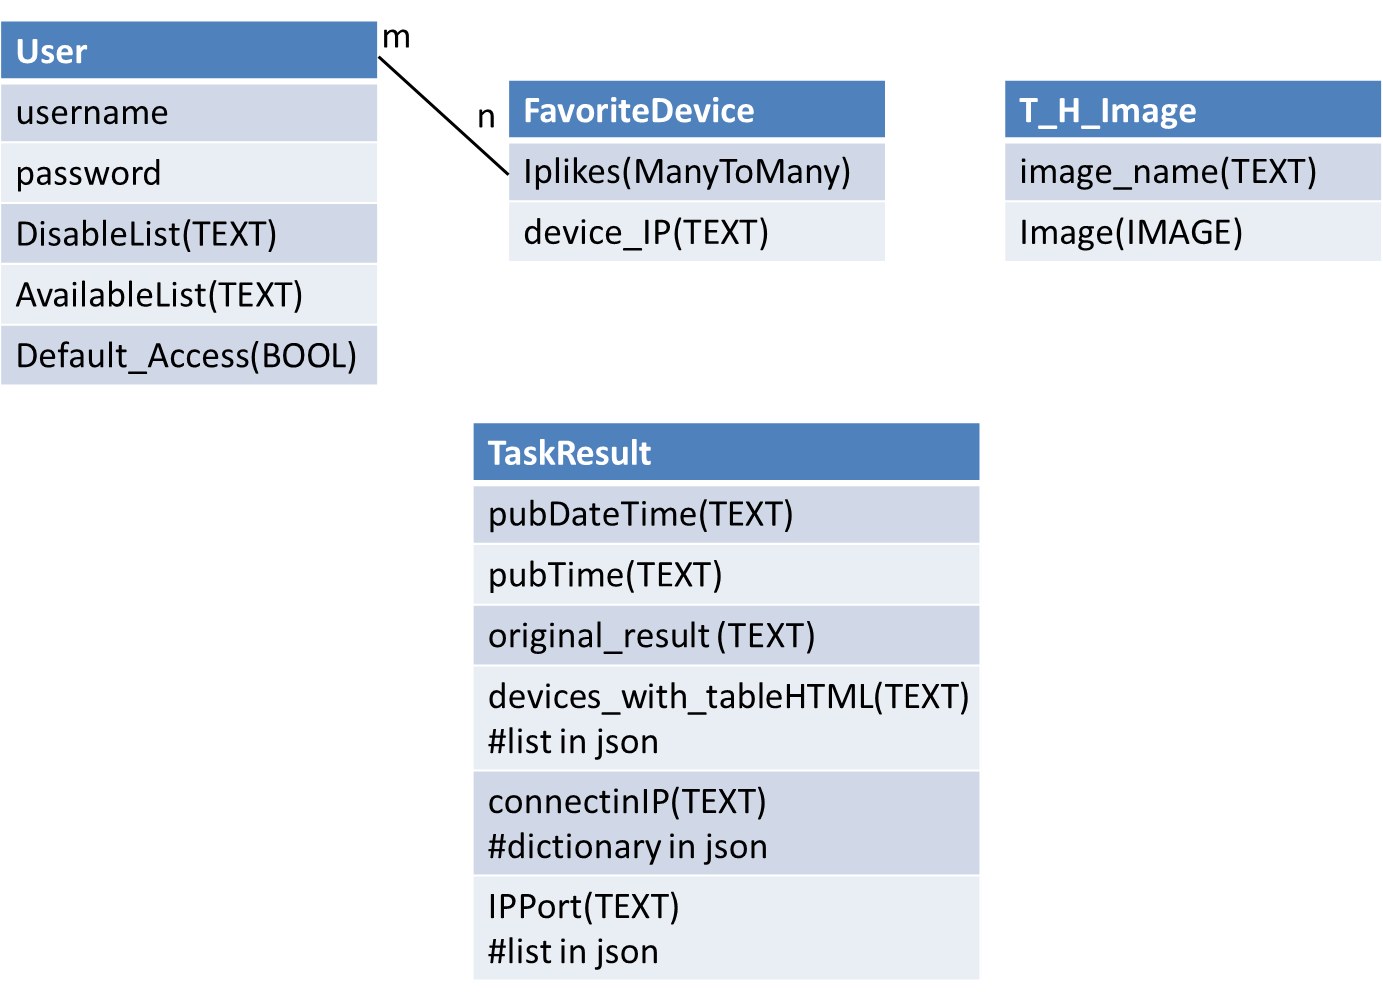 User
username
password
DisableList(TEXT)
AvailableList(TEXT)
Default_Access(BOOL)
m
n
FavoriteDevice
Iplikes(ManyToMany)
device_IP(TEXT)
T_H_Image
image_name(TEXT)
Image(IMAGE)
TaskResult
pubDateTime(TEXT)
pubTime(TEXT)
original_result (TEXT)
devices_with_tableHTML(TEXT)
#list in json
connectinIP(TEXT)
#dictionary in json
IPPort(TEXT)
#list in json